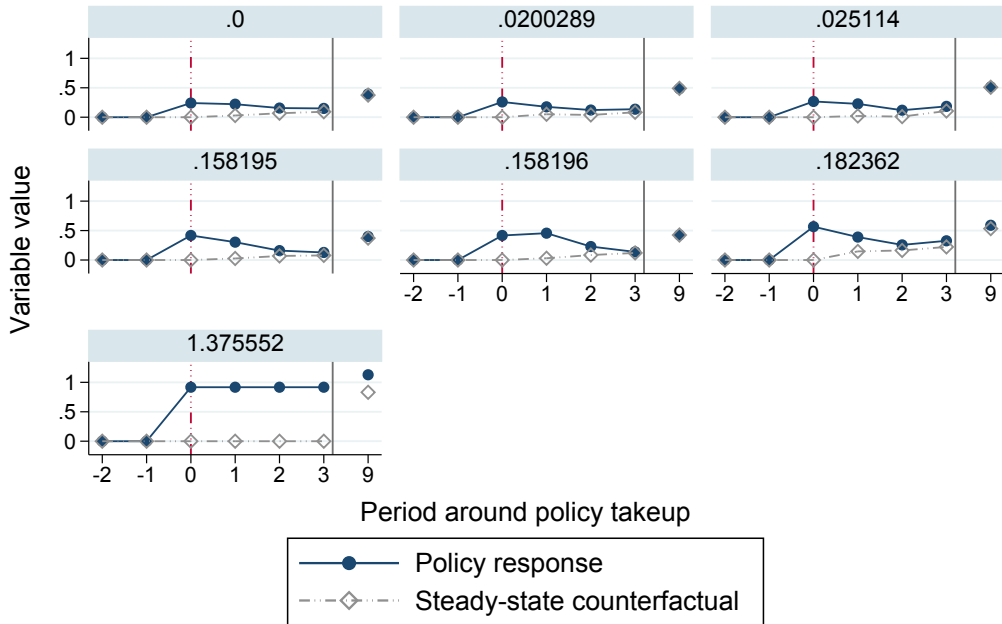 .0 .0200289 .025114
1
.5
0
.158195 .158196 .182362
1
.5
0
-2 -1 0 1 2 3 9 -2 -1 0 1 2 3 9
1.375552
1
.5
0
-2 -1 0 1 2 3 9
Variable value
Period around policy takeup
Policy response
Steady-state counterfactual